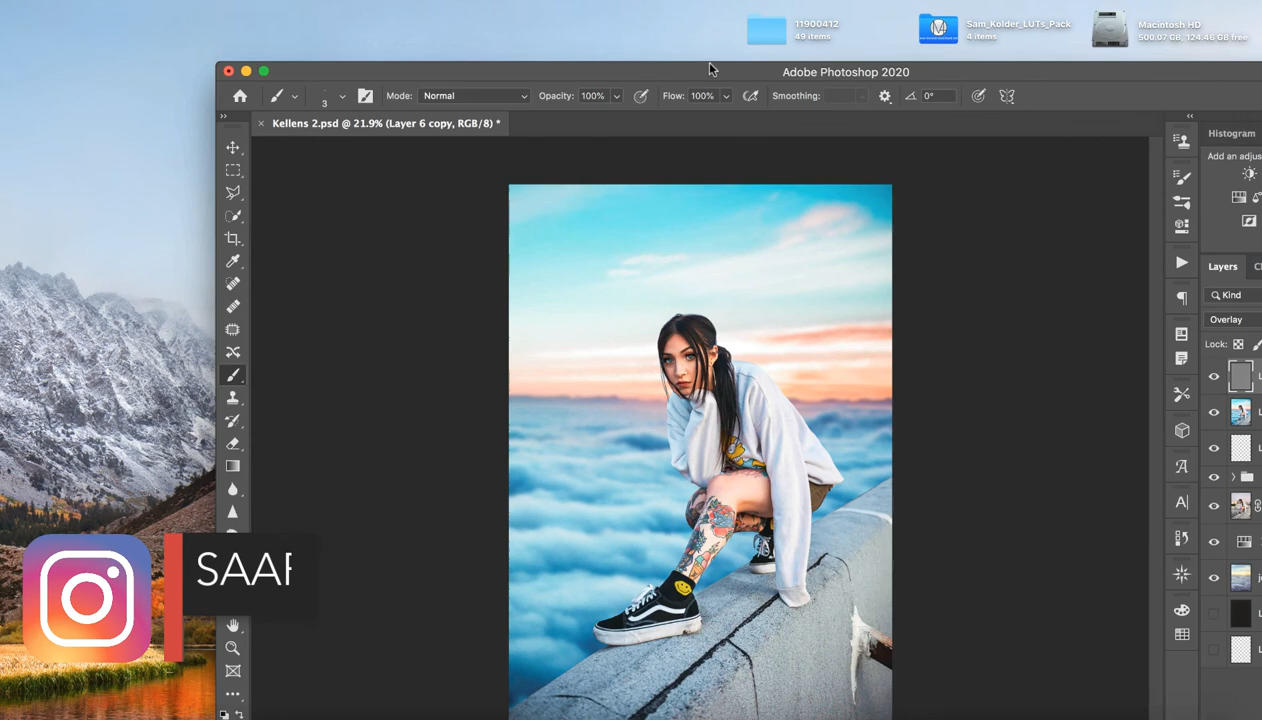 11900412
49 items
Sam_Kolder_LUTs_Pack
4 items
Macintosh HD
500.07 GB, 124.46 GB free
Adobe Photoshop 2020
3
Mode: Normal
Opacity: 100%
Flow: 100%
Smoothing:
0°
Kellens 2.psd @ 21.9% (Layer 6 copy, RGB/8) *
Histogram
Add an adjus
Layers
Kind
Overlay
Lock:
SAAR